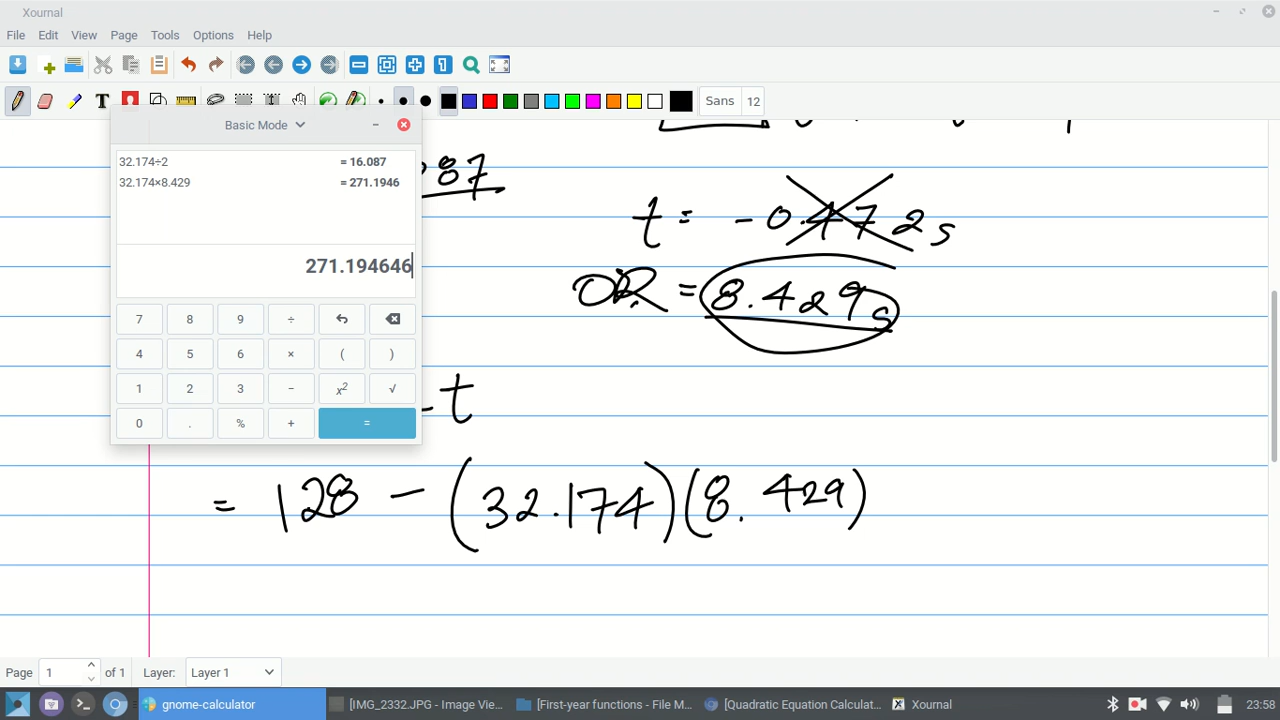 Xournal
File Edit View Page Tools Options Help
T Sans 12
Basic Mode
32.174÷2 = 16.087
32.174×8.429 = 271.1946
271.194646
7 8 9 ÷
4 5 6 × ( )
1 2 3 − x² √
0 . % + =
87
t = -0.472s
OR = 8.429s
t
= 128 - (32.174)(8.429)
Page 1 of 1 Layer: Layer 1
gnome-calculator [IMG_2332.JPG - Image Vie... [First-year functions - File M... [Quadratic Equation Calculat... Xournal 23:58